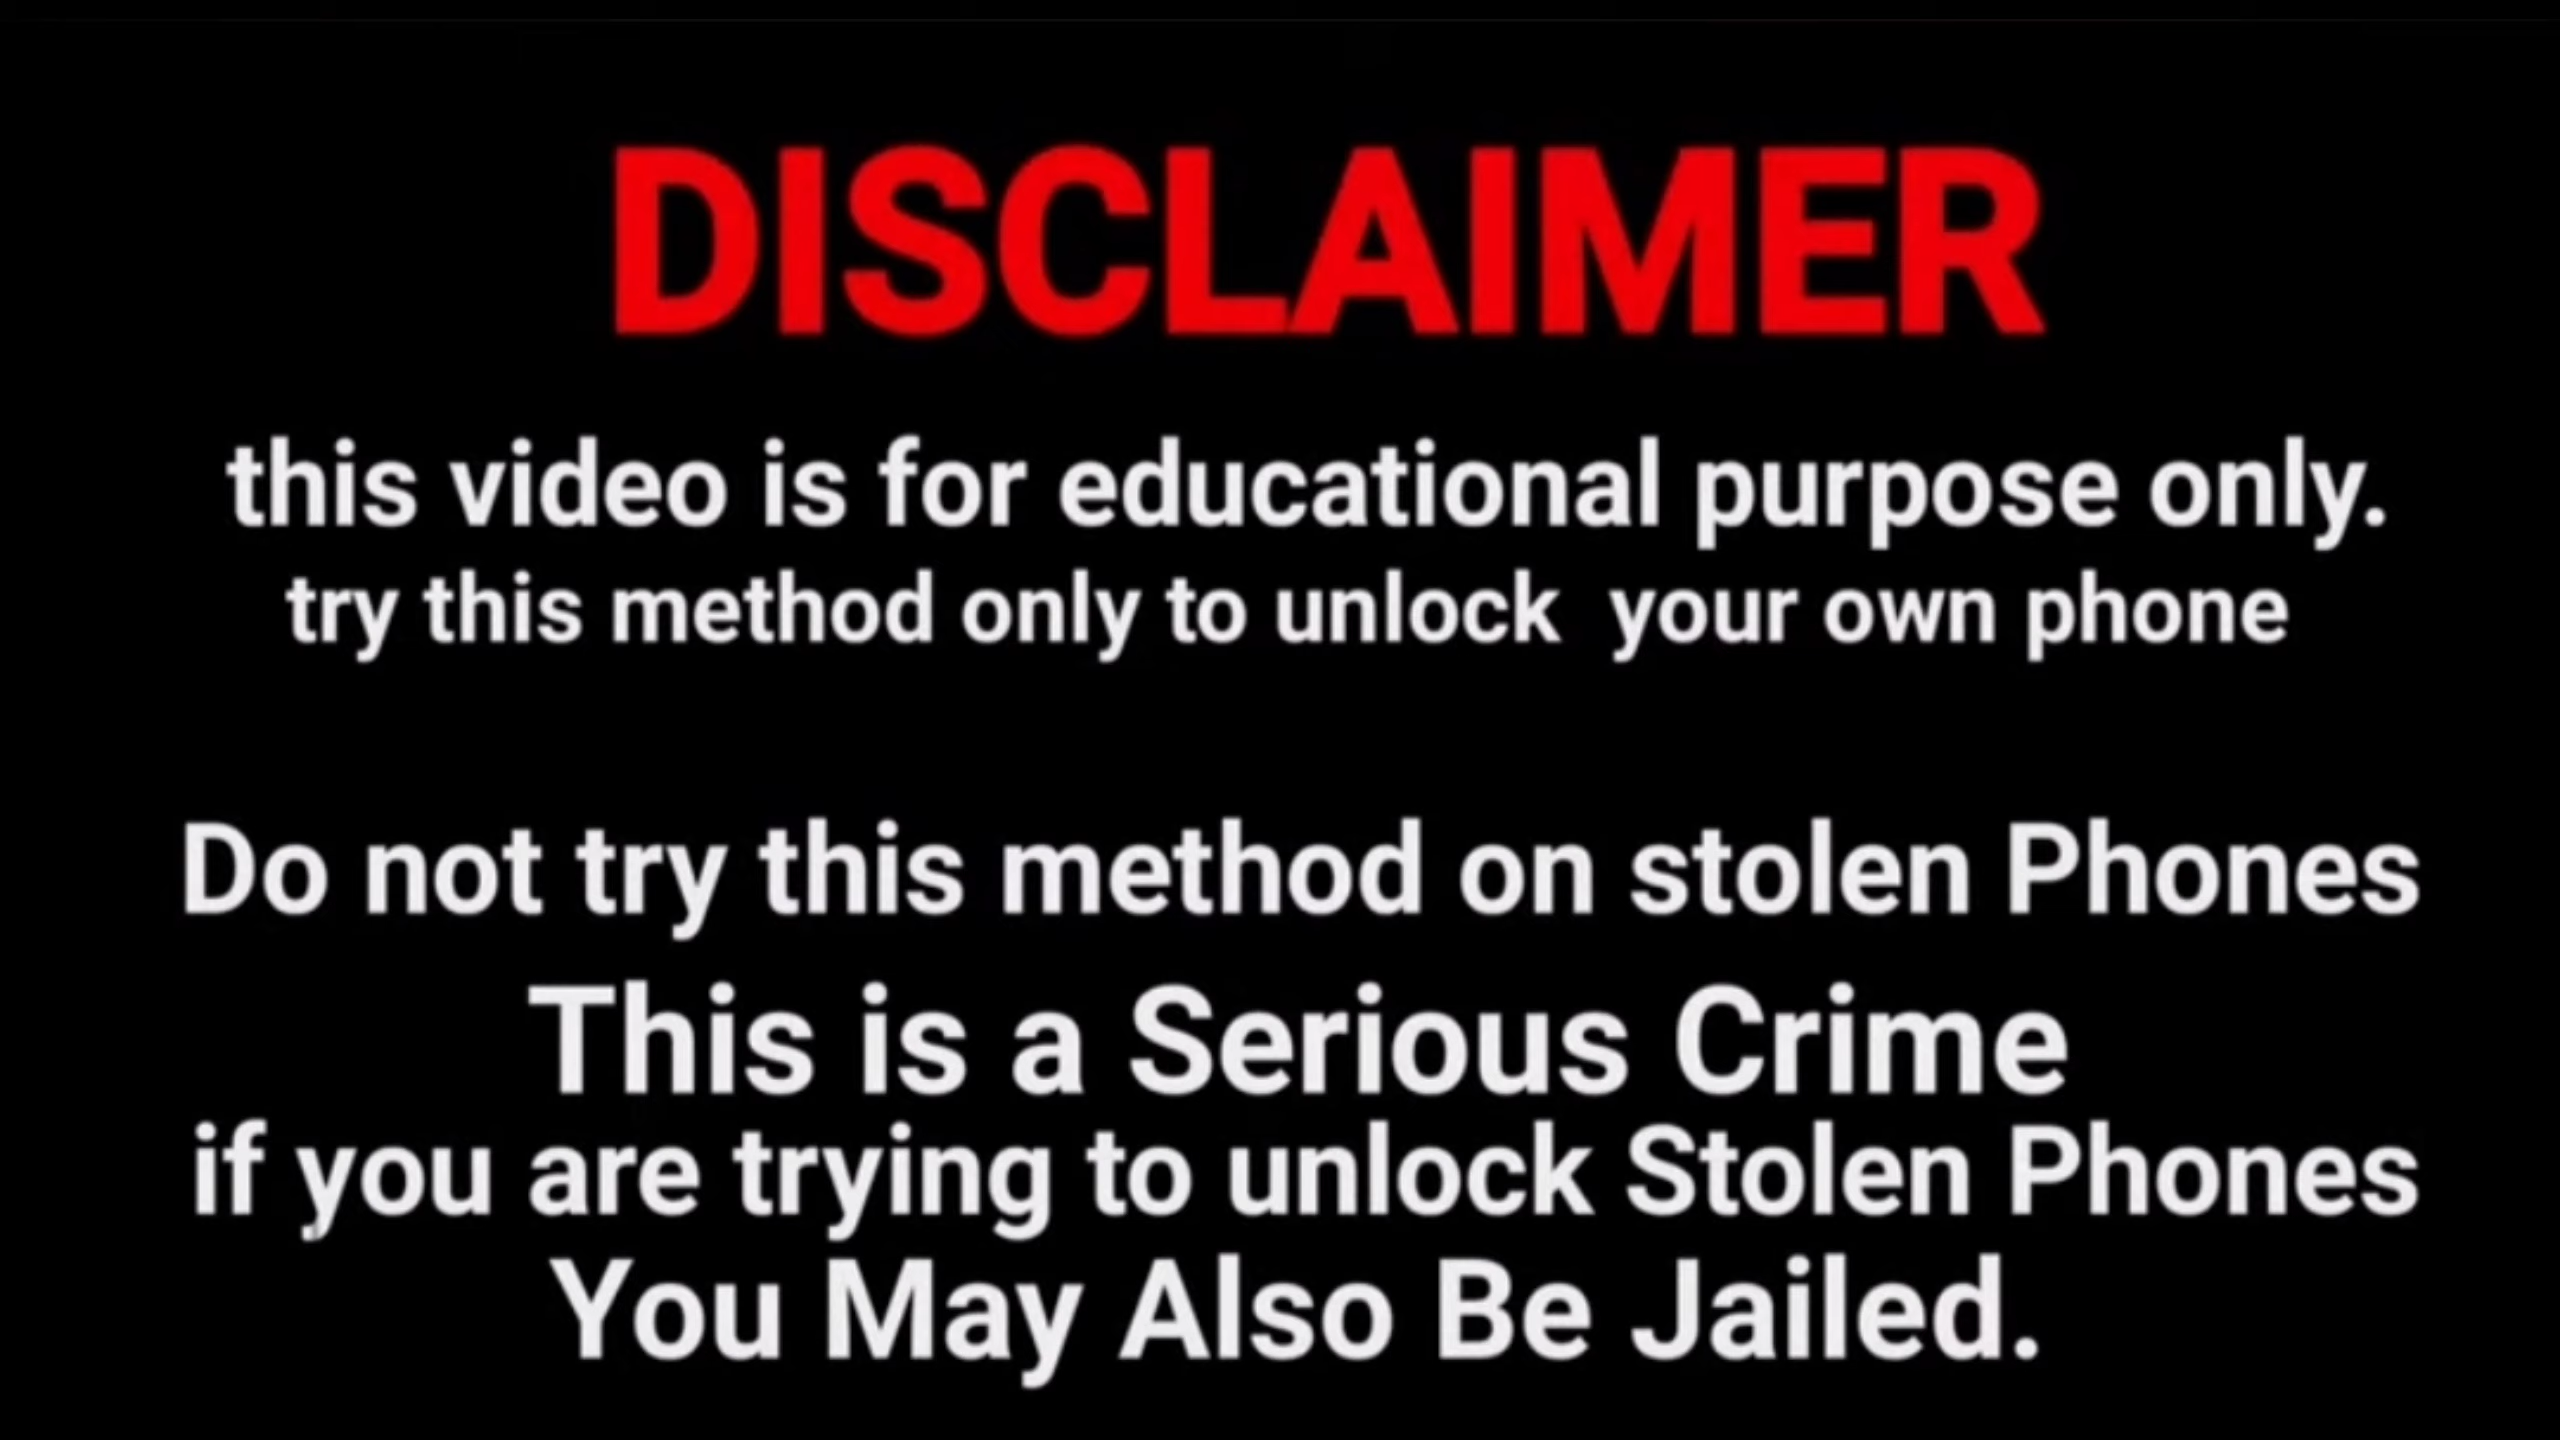 DISCLAIMER
this video is for educational purpose only.
try this method only to unlock your own phone
Do not try this method on stolen Phones
This is a Serious Crime
if you are trying to unlock Stolen Phones
You May Also Be Jailed.